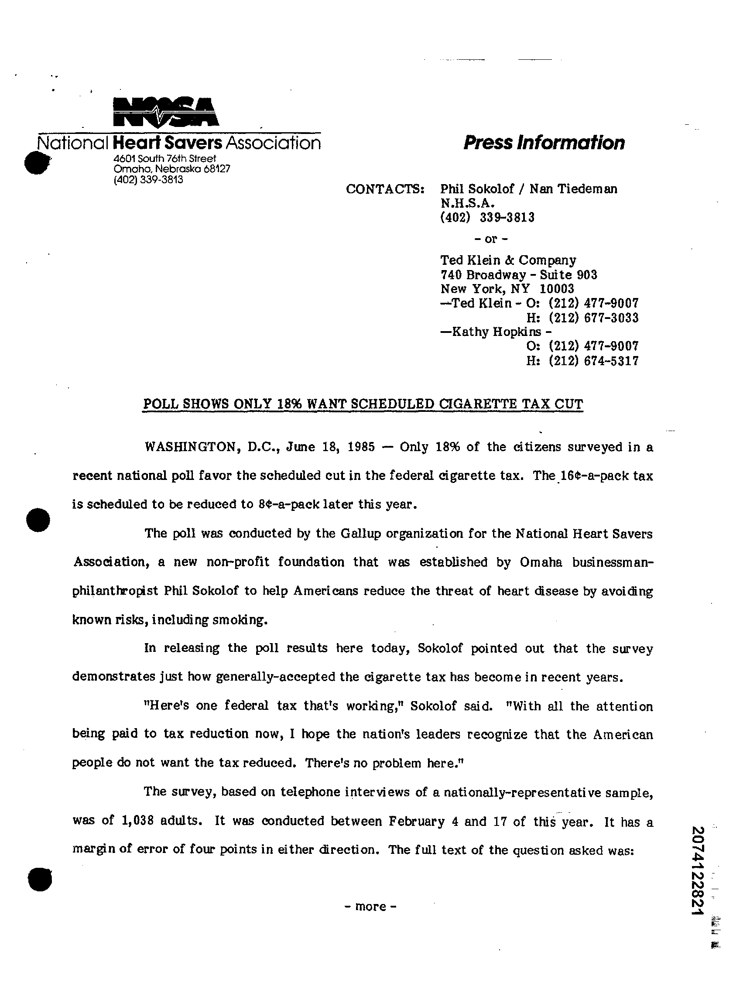 NHSA
National Heart Savers Association
4601 South 76th Street
Omaha, Nebraska 68127
(402) 339-3813
Press Information
CONTACTS: Phil Sokolof / Nan Tiedeman
N.H.S.A.
(402) 339-3813
- or -
Ted Klein & Company
740 Broadway - Suite 903
New York, NY 10003
—Ted Klein - O: (212) 477-9007
H: (212) 677-3033
—Kathy Hopkins -
O: (212) 477-9007
H: (212) 674-5317
POLL SHOWS ONLY 18% WANT SCHEDULED CIGARETTE TAX CUT
WASHINGTON, D.C., June 18, 1985 — Only 18% of the citizens surveyed in a
recent national poll favor the scheduled cut in the federal cigarette tax. The 16¢-a-pack tax
is scheduled to be reduced to 8¢-a-pack later this year.
The poll was conducted by the Gallup organization for the National Heart Savers
Association, a new non-profit foundation that was established by Omaha businessman-
philanthropist Phil Sokolof to help Americans reduce the threat of heart disease by avoiding
known risks, including smoking.
In releasing the poll results here today, Sokolof pointed out that the survey
demonstrates just how generally-accepted the cigarette tax has become in recent years.
"Here's one federal tax that's working," Sokolof said. "With all the attention
being paid to tax reduction now, I hope the nation's leaders recognize that the American
people do not want the tax reduced. There's no problem here."
The survey, based on telephone interviews of a nationally-representative sample,
was of 1,038 adults. It was conducted between February 4 and 17 of this year. It has a
margin of error of four points in either direction. The full text of the question asked was:
- more -
2074122821